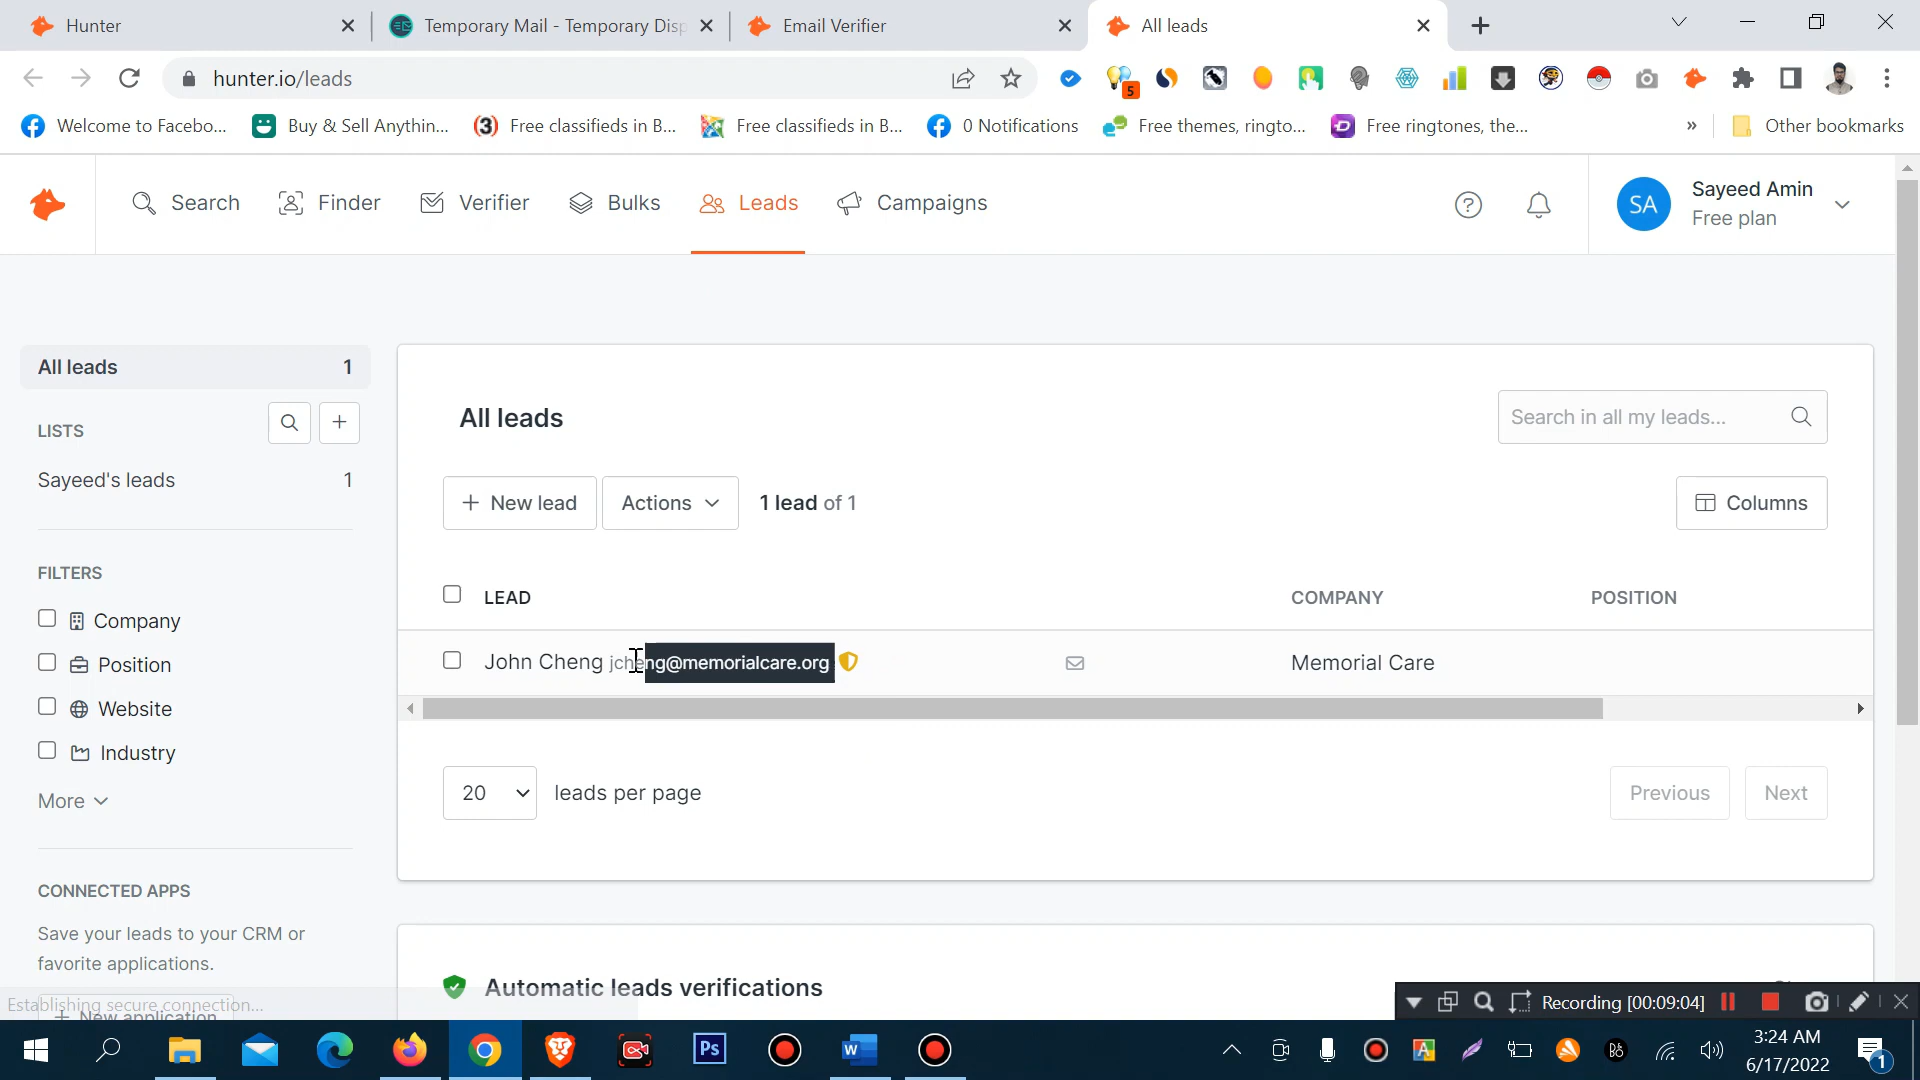 Hunter
Temporary Mail - Temporary Disp
Email Verifier
All leads
hunter.io/leads
5
Welcome to Facebo...
Buy & Sell Anythin...
(3)
Free classifieds in B...
Free classifieds in B...
0 Notifications
Free themes, ringto...
Free ringtones, the...
»
Other bookmarks
Search
Finder
Verifier
Bulks
Leads
Campaigns
SA
Sayeed Amin
Free plan
All leads 1
LISTS
Sayeed's leads 1
FILTERS
Company
Position
Website
Industry
More
CONNECTED APPS
Save your leads to your CRM or
favorite applications.
New application
Establishing secure connection...
All leads
Search in all my leads...
New lead
Actions
1 lead of 1
Columns
LEAD COMPANY POSITION
John Cheng jcheng@memorialcare.org Memorial Care
20 leads per page
Previous Next
Automatic leads verifications
Recording [00:09:04]
Ps
W
3:24 AM
6/17/2022
1